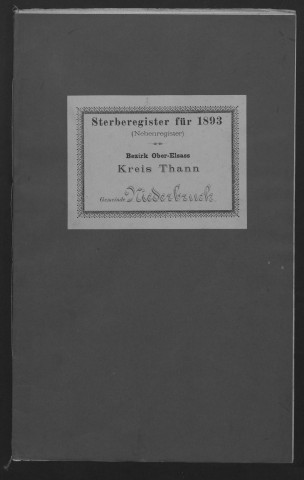 Sterberegister für 1893
(Nebenregister)
Bezirk Ober-Elsass
Kreis Thann
Gemeinde Niederbruck